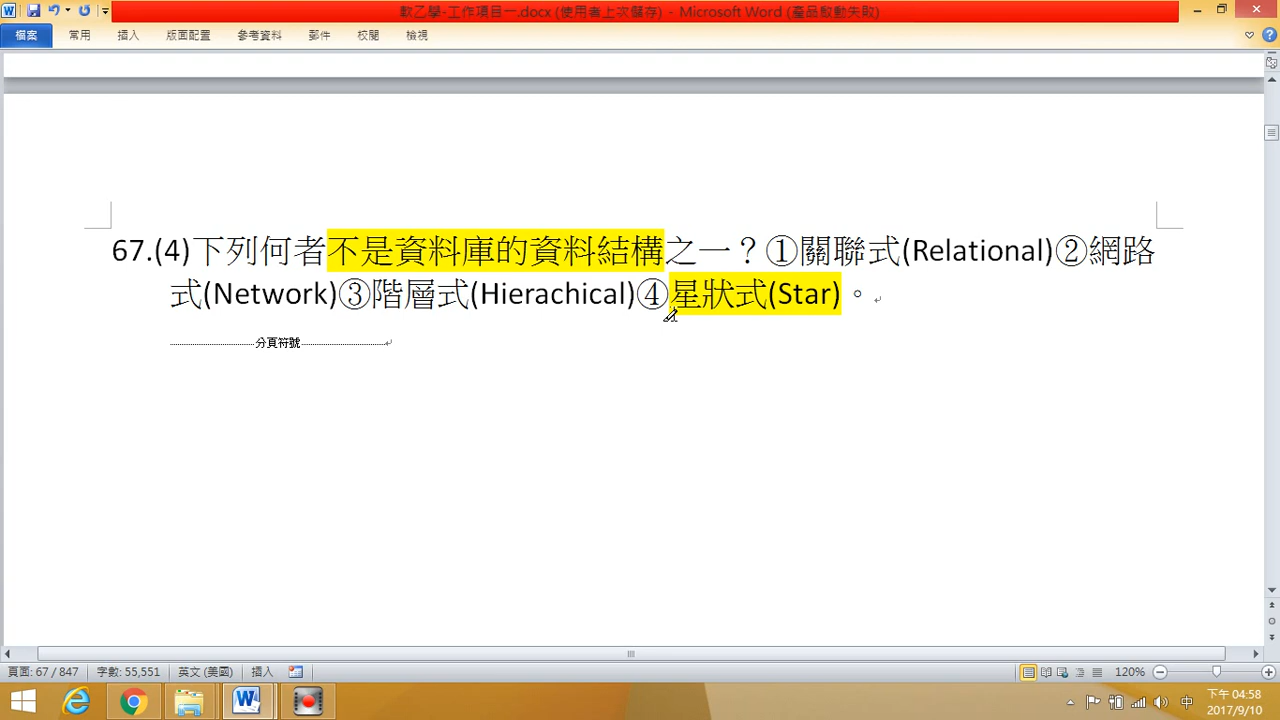 軟乙學-工作項目一.docx (使用者上次儲存) - Microsoft Word (產品啟動失敗)
檔案 常用 插入 版面配置 參考資料 郵件 校閱 檢視
67.(4)下列何者不是資料庫的資料結構之一？①關聯式(Relational)②網路
式(Network)③階層式(Hierachical)④星狀式(Star)。
分頁符號
頁面: 67 / 847 字數: 55,551 英文 (美國) 插入 120%
下午 04:58
中
2017/9/10